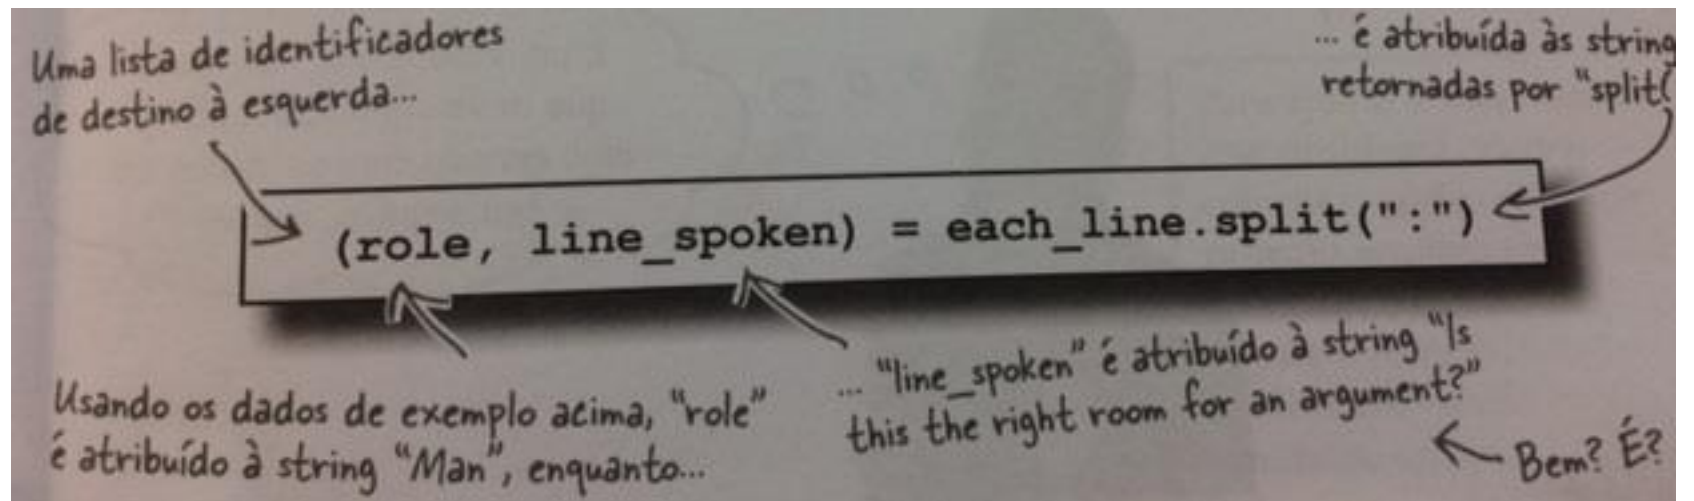 Uma lista de identificadores
de destino à esquerda...
... é atribuída às string
retornadas por "split(
(role, line_spoken) = each_line.split(":")
Usando os dados de exemplo acima, "role"
é atribuído à string "Man", enquanto...
... "line_spoken" é atribuído à string "Is
this the right room for an argument?"
Bem? É?